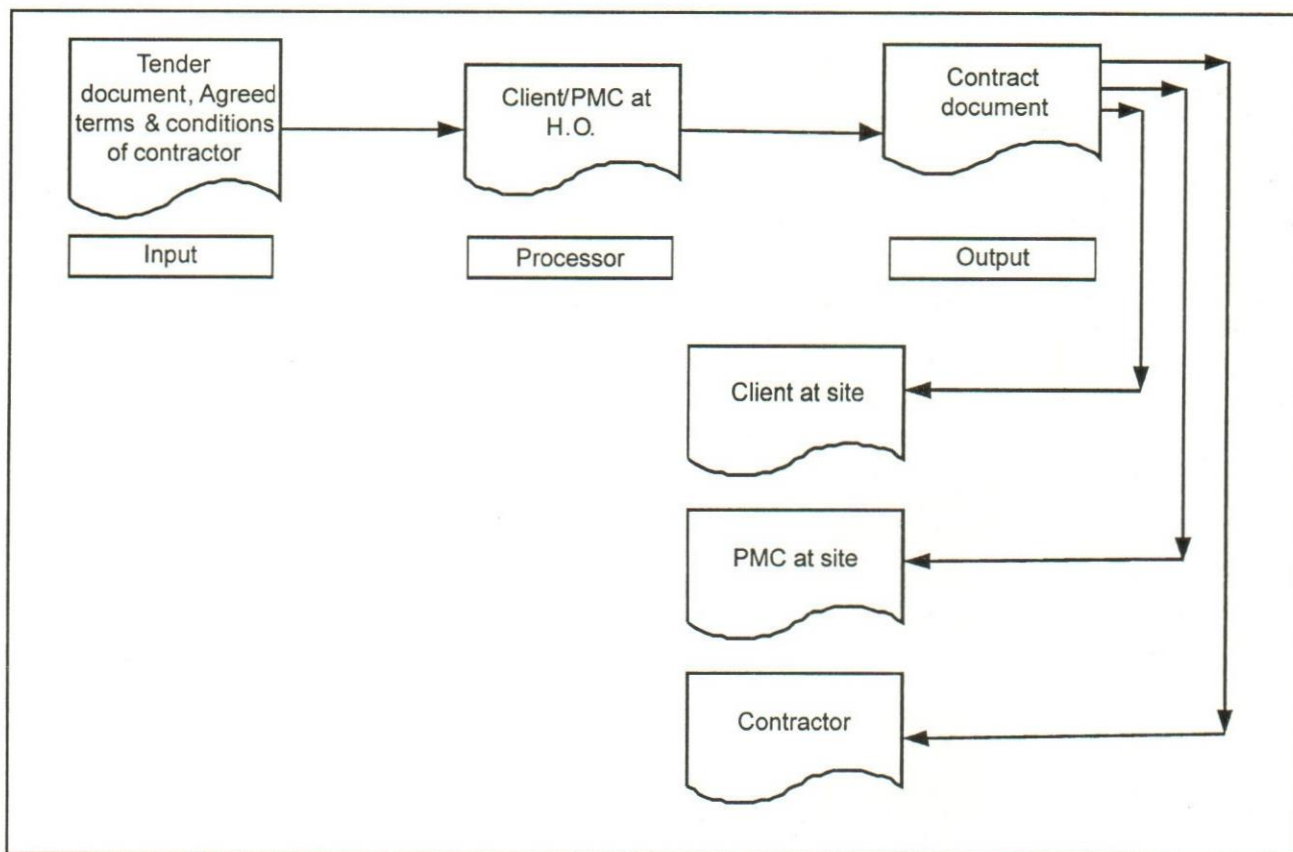 Tender
document, Agreed
terms & conditions
of contractor
Client/PMC at
H.O.
Contract
document
Input
Processor
Output
Client at site
PMC at site
Contractor